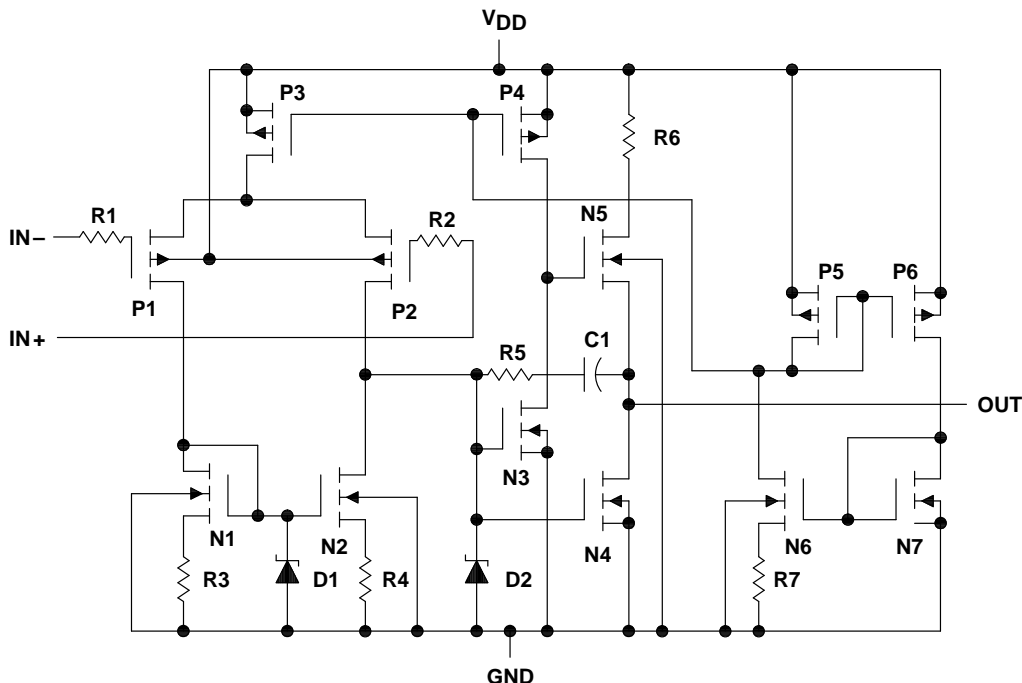 VDD
P3
P4
R6
R1
R2
N5
IN−
P5
P6
P1
P2
IN+
R5
C1
OUT
N3
N1
N2
N4
N6
N7
R3
D1
R4
D2
R7
GND